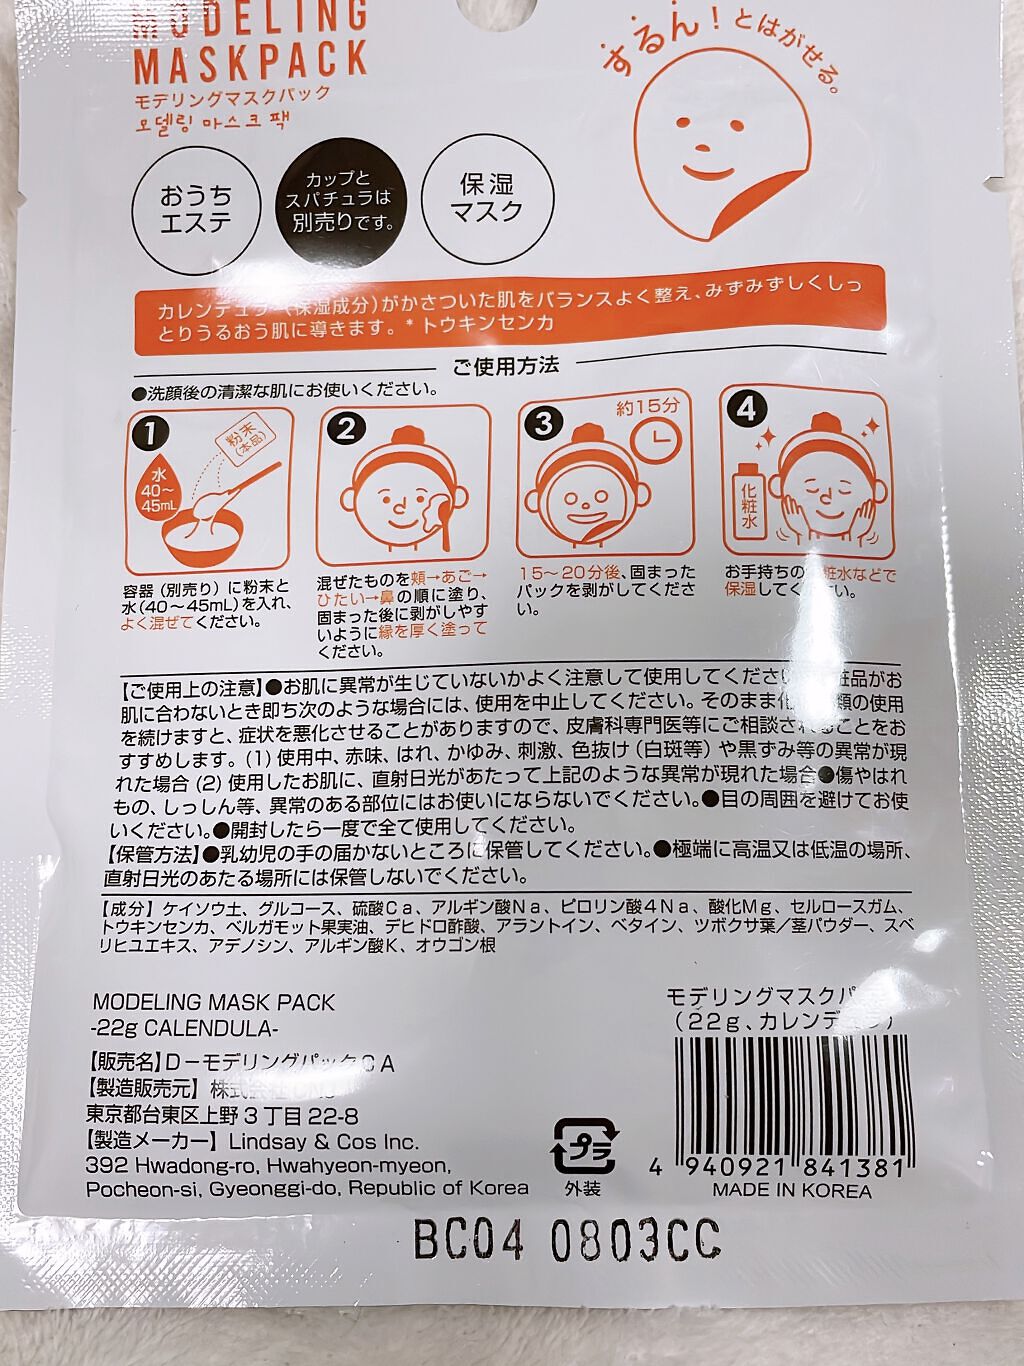 MODELING
MASKPACK
モデリングマスクパック
모델링 마스크 팩
するん！とはがせる。
おうち
エステ
カップと
スパチュラは
別売りです。
保湿
マスク
カレンデュラ*(保湿成分)がかさついた肌をバランスよく整え、みずみずしくしっ
とりうるおう肌に導きます。*トウキンセンカ
ご使用方法
●洗顔後の清潔な肌にお使いください。
1
粉末
(本品)
水
40～
45mL
容器（別売り）に粉末と
水(40～45mL)を入れ、
よく混ぜてください。
2
混ぜたものを頬→あご→
ひたい→鼻の順に塗り、
固まった後に剥がしやす
いように縁を厚く塗って
ください。
3
約15分
15～20分後、固まった
パックを剥がしてくださ
い。
4
化粧水
お手持ちの 粧水などで
保湿してく さい。
【ご使用上の注意】●お肌に異常が生じていないかよく注意して使用してくださ 粧品がお
肌に合わないとき即ち次のような場合には、使用を中止してください。そのまま化 類の使用
を続けますと、症状を悪化させることがありますので、皮膚科専門医等にご相談されることをお
すすめします。(1) 使用中、赤味、はれ、かゆみ、刺激、色抜け（白斑等）や黒ずみ等の異常が現
れた場合 (2) 使用したお肌に、直射日光があたって上記のような異常が現れた場合●傷やはれ
もの、しっしん等、異常のある部位にはお使いにならないでください。●目の周囲を避けてお使
いください。●開封したら一度で全て使用してください。
【保管方法】●乳幼児の手の届かないところに保管してください。●極端に高温又は低温の場所、
直射日光のあたる場所には保管しないでください。
【成分】ケイソウ土、グルコース、硫酸Ｃａ、アルギン酸Ｎａ、ピロリン酸４Ｎａ、酸化Ｍｇ、セルロースガム、
トウキンセンカ、ベルガモット果実油、デヒドロ酢酸、アラントイン、ベタイン、ツボクサ葉／茎パウダー、スベ
リヒユエキス、アデノシン、アルギン酸Ｋ、オウゴン根
MODELING MASK PACK
-22g CALENDULA-
【販売名】D－モデリングパックCA
【製造販売元】株式
東京都台東区上野３丁目22-8
【製造メーカー】Lindsay & Cos Inc.
392 Hwadong-ro, Hwahyeon-myeon,
Pocheon-si, Gyeonggi-do, Republic of Korea
プラ
外装
モデリングマスクパ
（22ｇ、カレンデ
4 940921 841381
MADE IN KOREA
BC04 0803CC